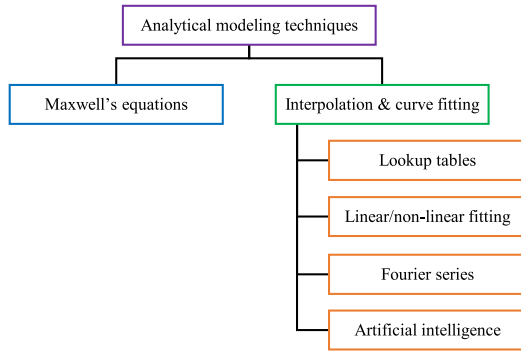 Analytical modeling techniques
Maxwell’s equations
Interpolation & curve fitting
Lookup tables
Linear/non-linear fitting
Fourier series
Artificial intelligence